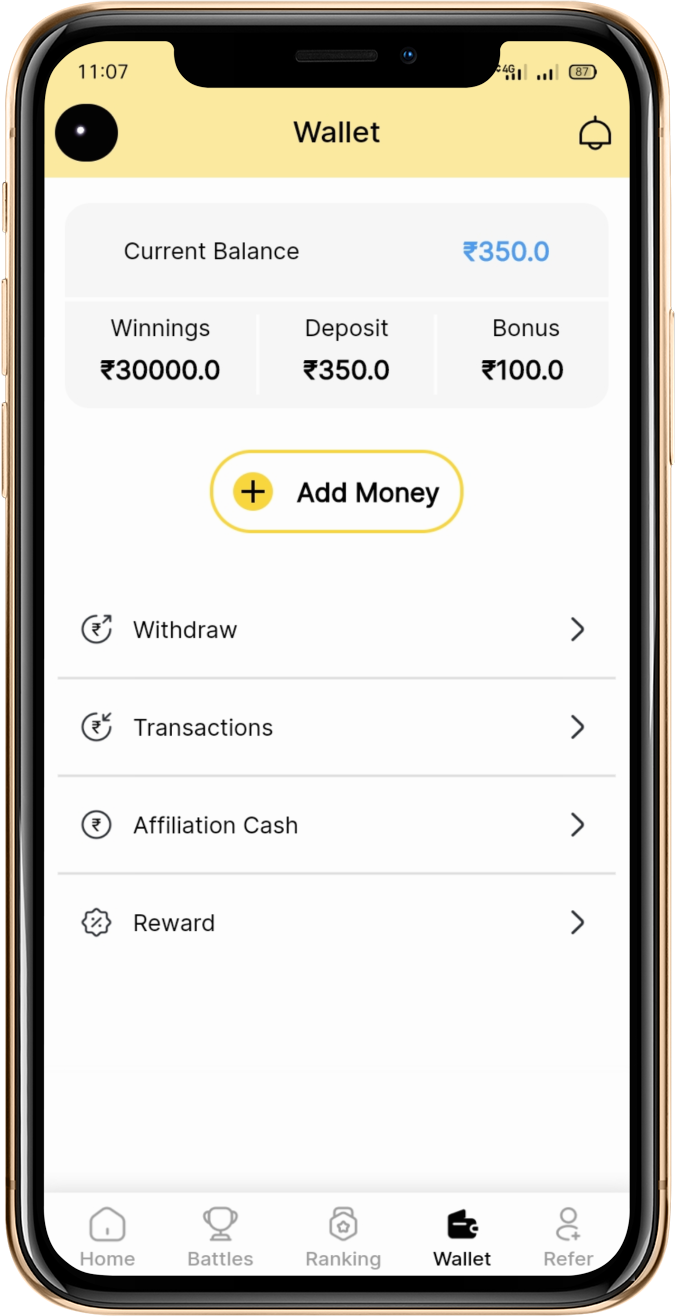 11:07 4G 87
Wallet
Current Balance ₹350.0
Winnings Deposit Bonus
₹30000.0 ₹350.0 ₹100.0
Add Money
Withdraw
Transactions
Affiliation Cash
Reward
Home Battles Ranking Wallet Refer